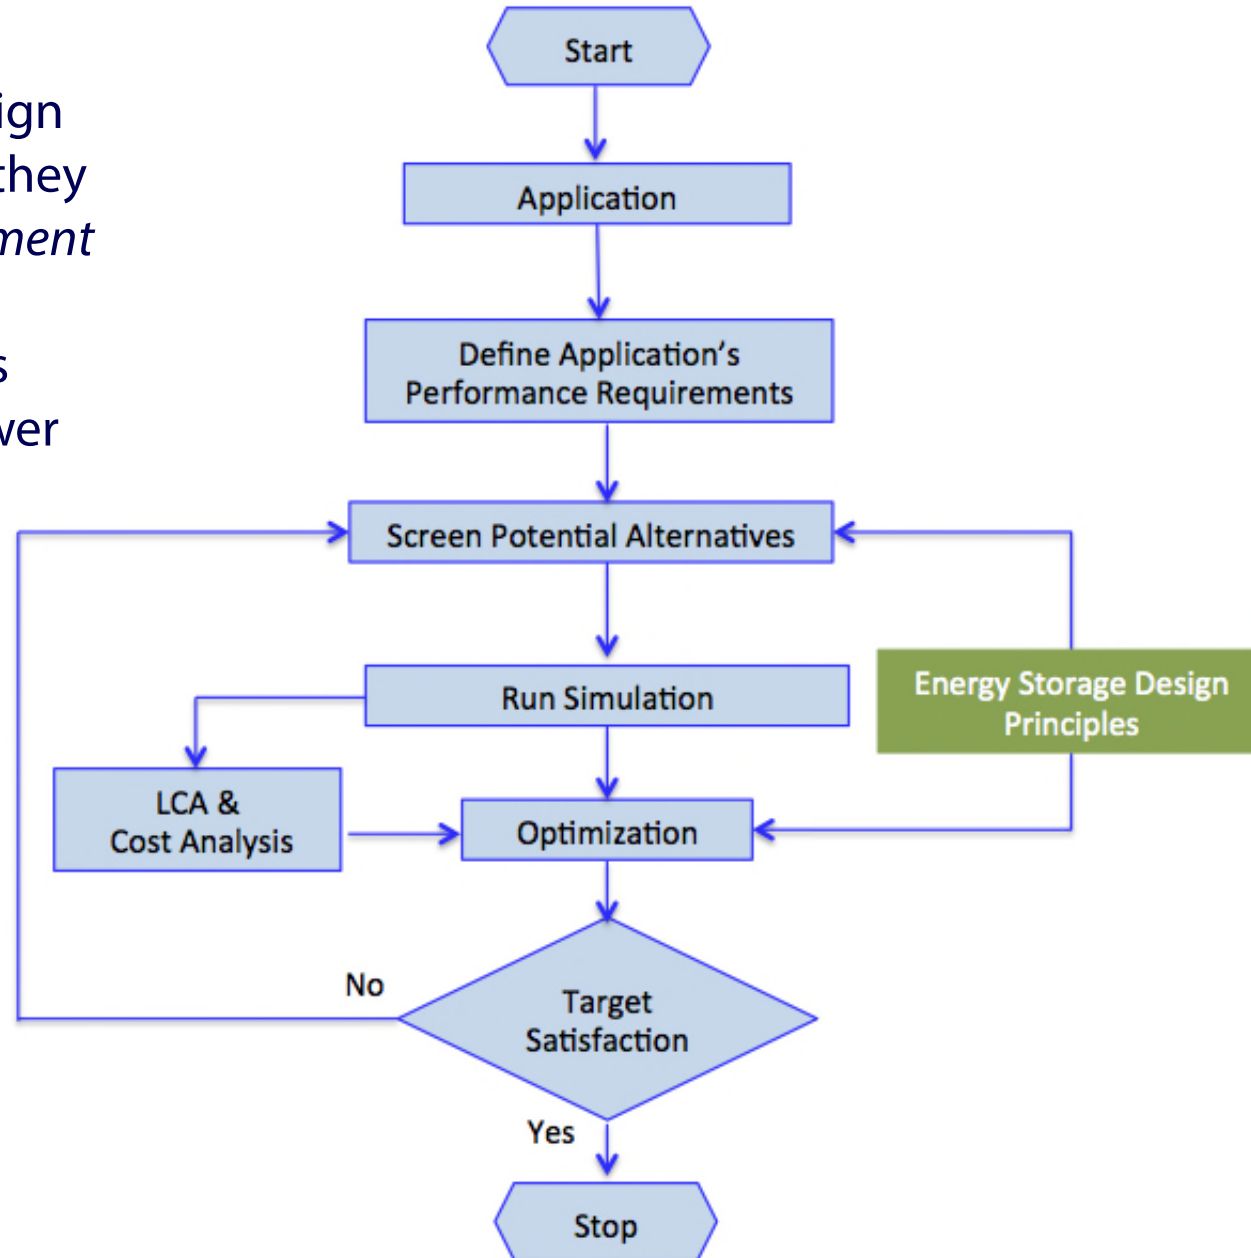 ign
they
ment
s
wer
Start
Application
Define Application’s
Performance Requirements
Screen Potential Alternatives
Run Simulation
Energy Storage Design
Principles
LCA &
Cost Analysis
Optimization
No
Target
Satisfaction
Yes
Stop